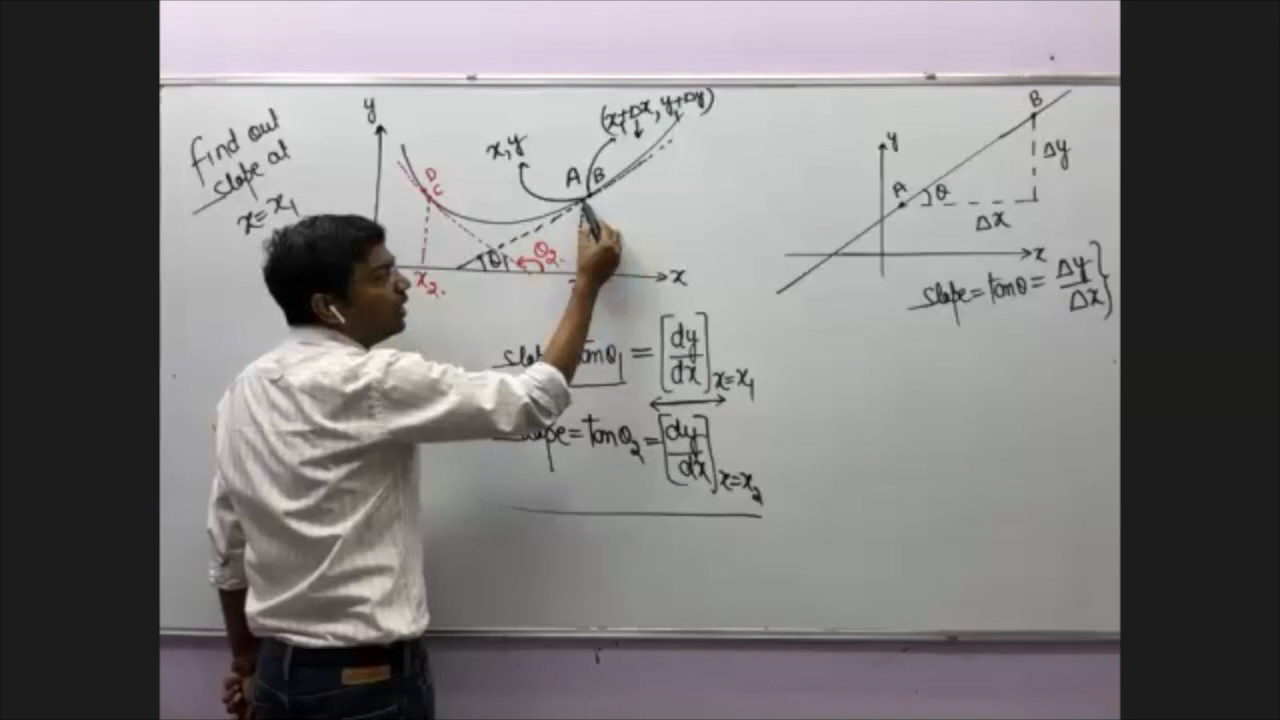 find out
slope at
x=x₁
y
D
C
x₂.
x,y
A B
(x+Δx, y+Δy)
θ₁
θ₂.
x
tanθ₁ = [dy/dx]x=x₁
slope = tanθ₂ = [dy/dx]x=x₂
y
A
θ
B
Δy
Δx
x
slope = tanθ = Δy/Δx}